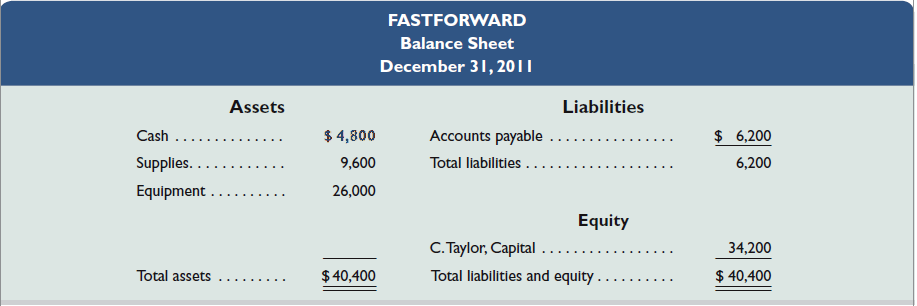 FASTFORWARD
Balance Sheet
December 31, 2011
Assets Liabilities
Cash .............. $ 4,800 Accounts payable ................. $ 6,200
Supplies............. 9,600 Total liabilities .................... 6,200
Equipment .......... 26,000
Equity
C. Taylor, Capital .................. 34,200
Total assets ......... $40,400 Total liabilities and equity .......... $ 40,400